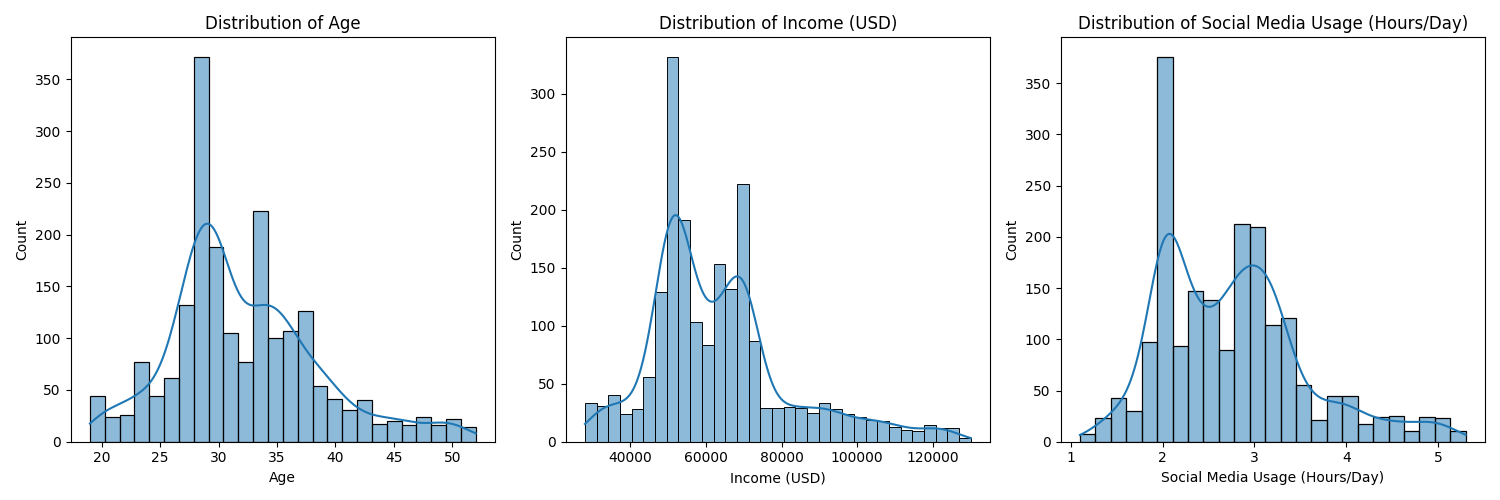 Distribution of Age
Count
350
300
250
200
150
100
50
0
20 25 30 35 40 45 50
Age
Distribution of Income (USD)
Count
300
250
200
150
100
50
0
40000 60000 80000 100000 120000
Income (USD)
Distribution of Social Media Usage (Hours/Day)
Count
350
300
250
200
150
100
50
0
1 2 3 4 5
Social Media Usage (Hours/Day)